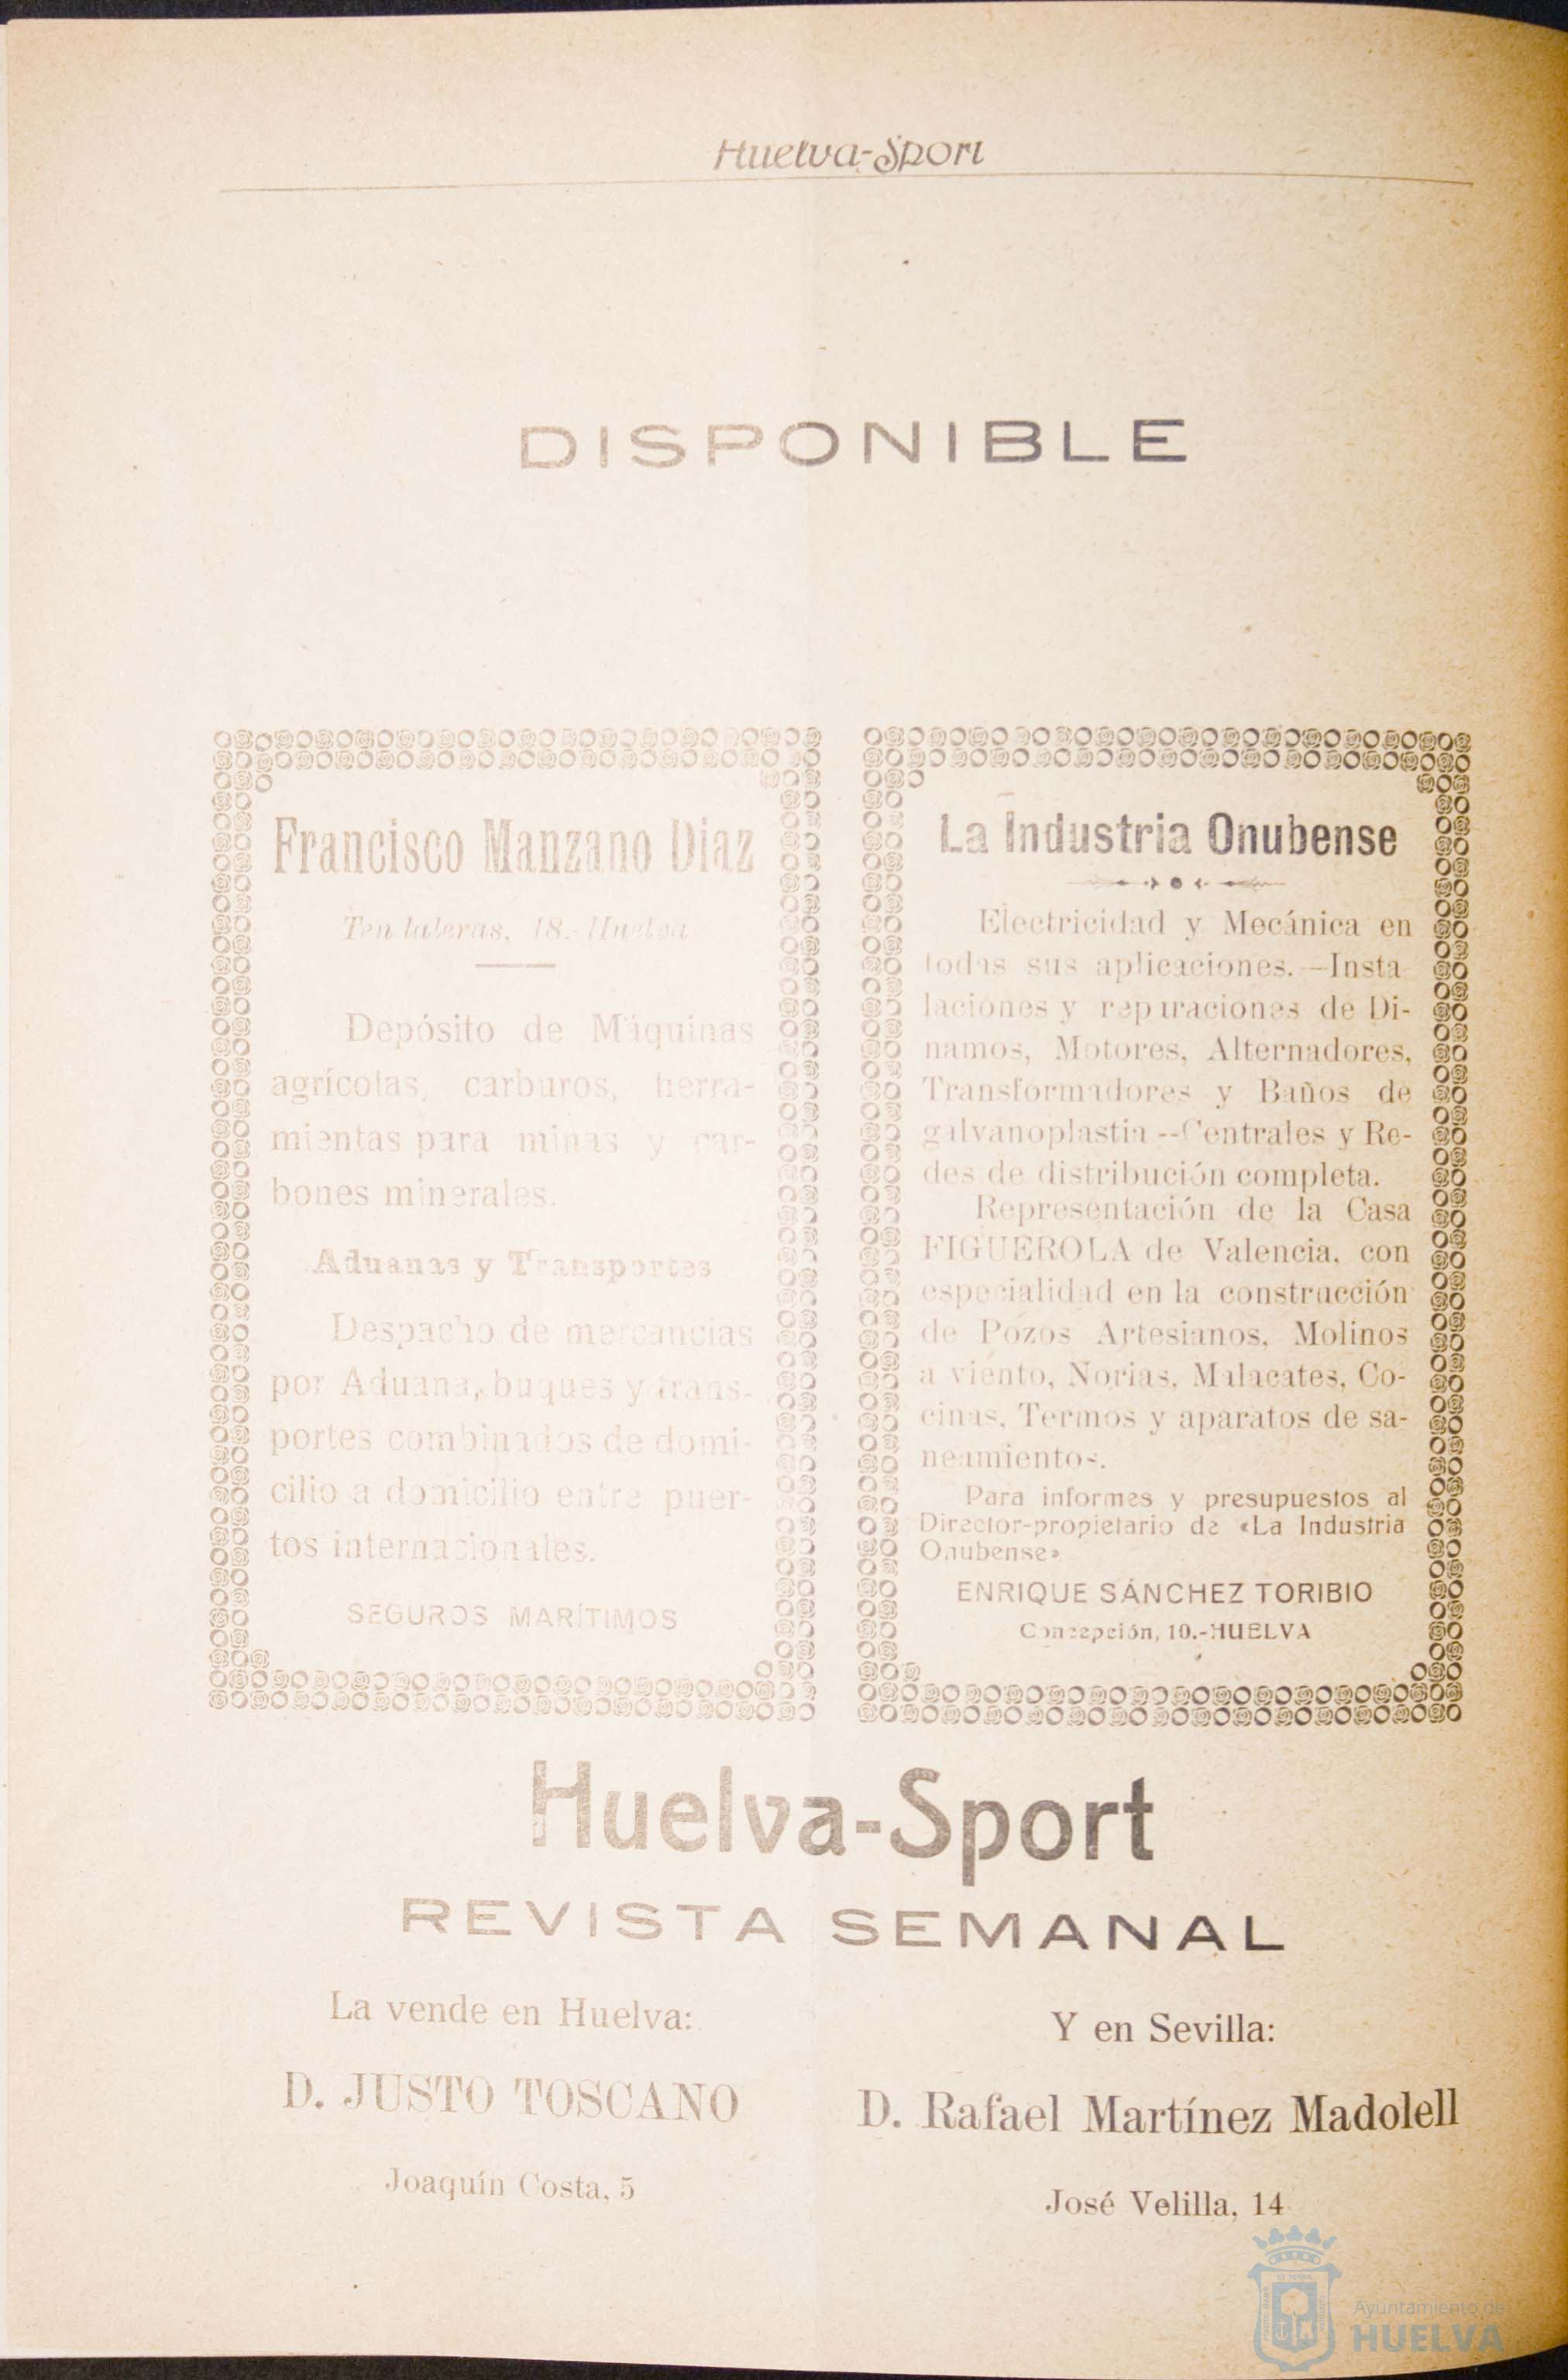 Huelva-Sport
DISPONIBLE
Francisco Manzano Diaz
Tendaleras, 18.-Huelva
Depósito de Máquinas
agrícolas, carburos, herra-
mientas para minas y car-
bones minerales.
Aduanas y Transportes
Despacho de mercancias
por Aduana, buques y trans-
portes combinados de domi-
cilio a domicilio entre puer-
tos internacionales.
SEGUROS MARÍTIMOS
La Industria Onubense
Electricidad y Mecánica en
todas sus aplicaciones.—Insta
laciones y reparaciones de Di-
namos, Motores, Alternadores,
Transformadores y Baños de
galvanoplastia--Centrales y Re-
des de distribución completa.
Representación de la Casa
FIGUEROLA de Valencia, con
especialidad en la construcción
de Pozos Artesianos, Molinos
a viento, Norias, Malacates, Co-
cinas, Termos y aparatos de sa-
neamientos.
Para informes y presupuestos al
Director-propietario de «La Industria
Onubense»
ENRIQUE SÁNCHEZ TORIBIO
Concepción, 10.-HUELVA
Huelva-Sport
REVISTA SEMANAL
La vende en Huelva:
D. JUSTO TOSCANO
Joaquín Costa, 5
Y en Sevilla:
D. Rafael Martínez Madolell
José Velilla, 14
Ayuntamiento de
HUELVA